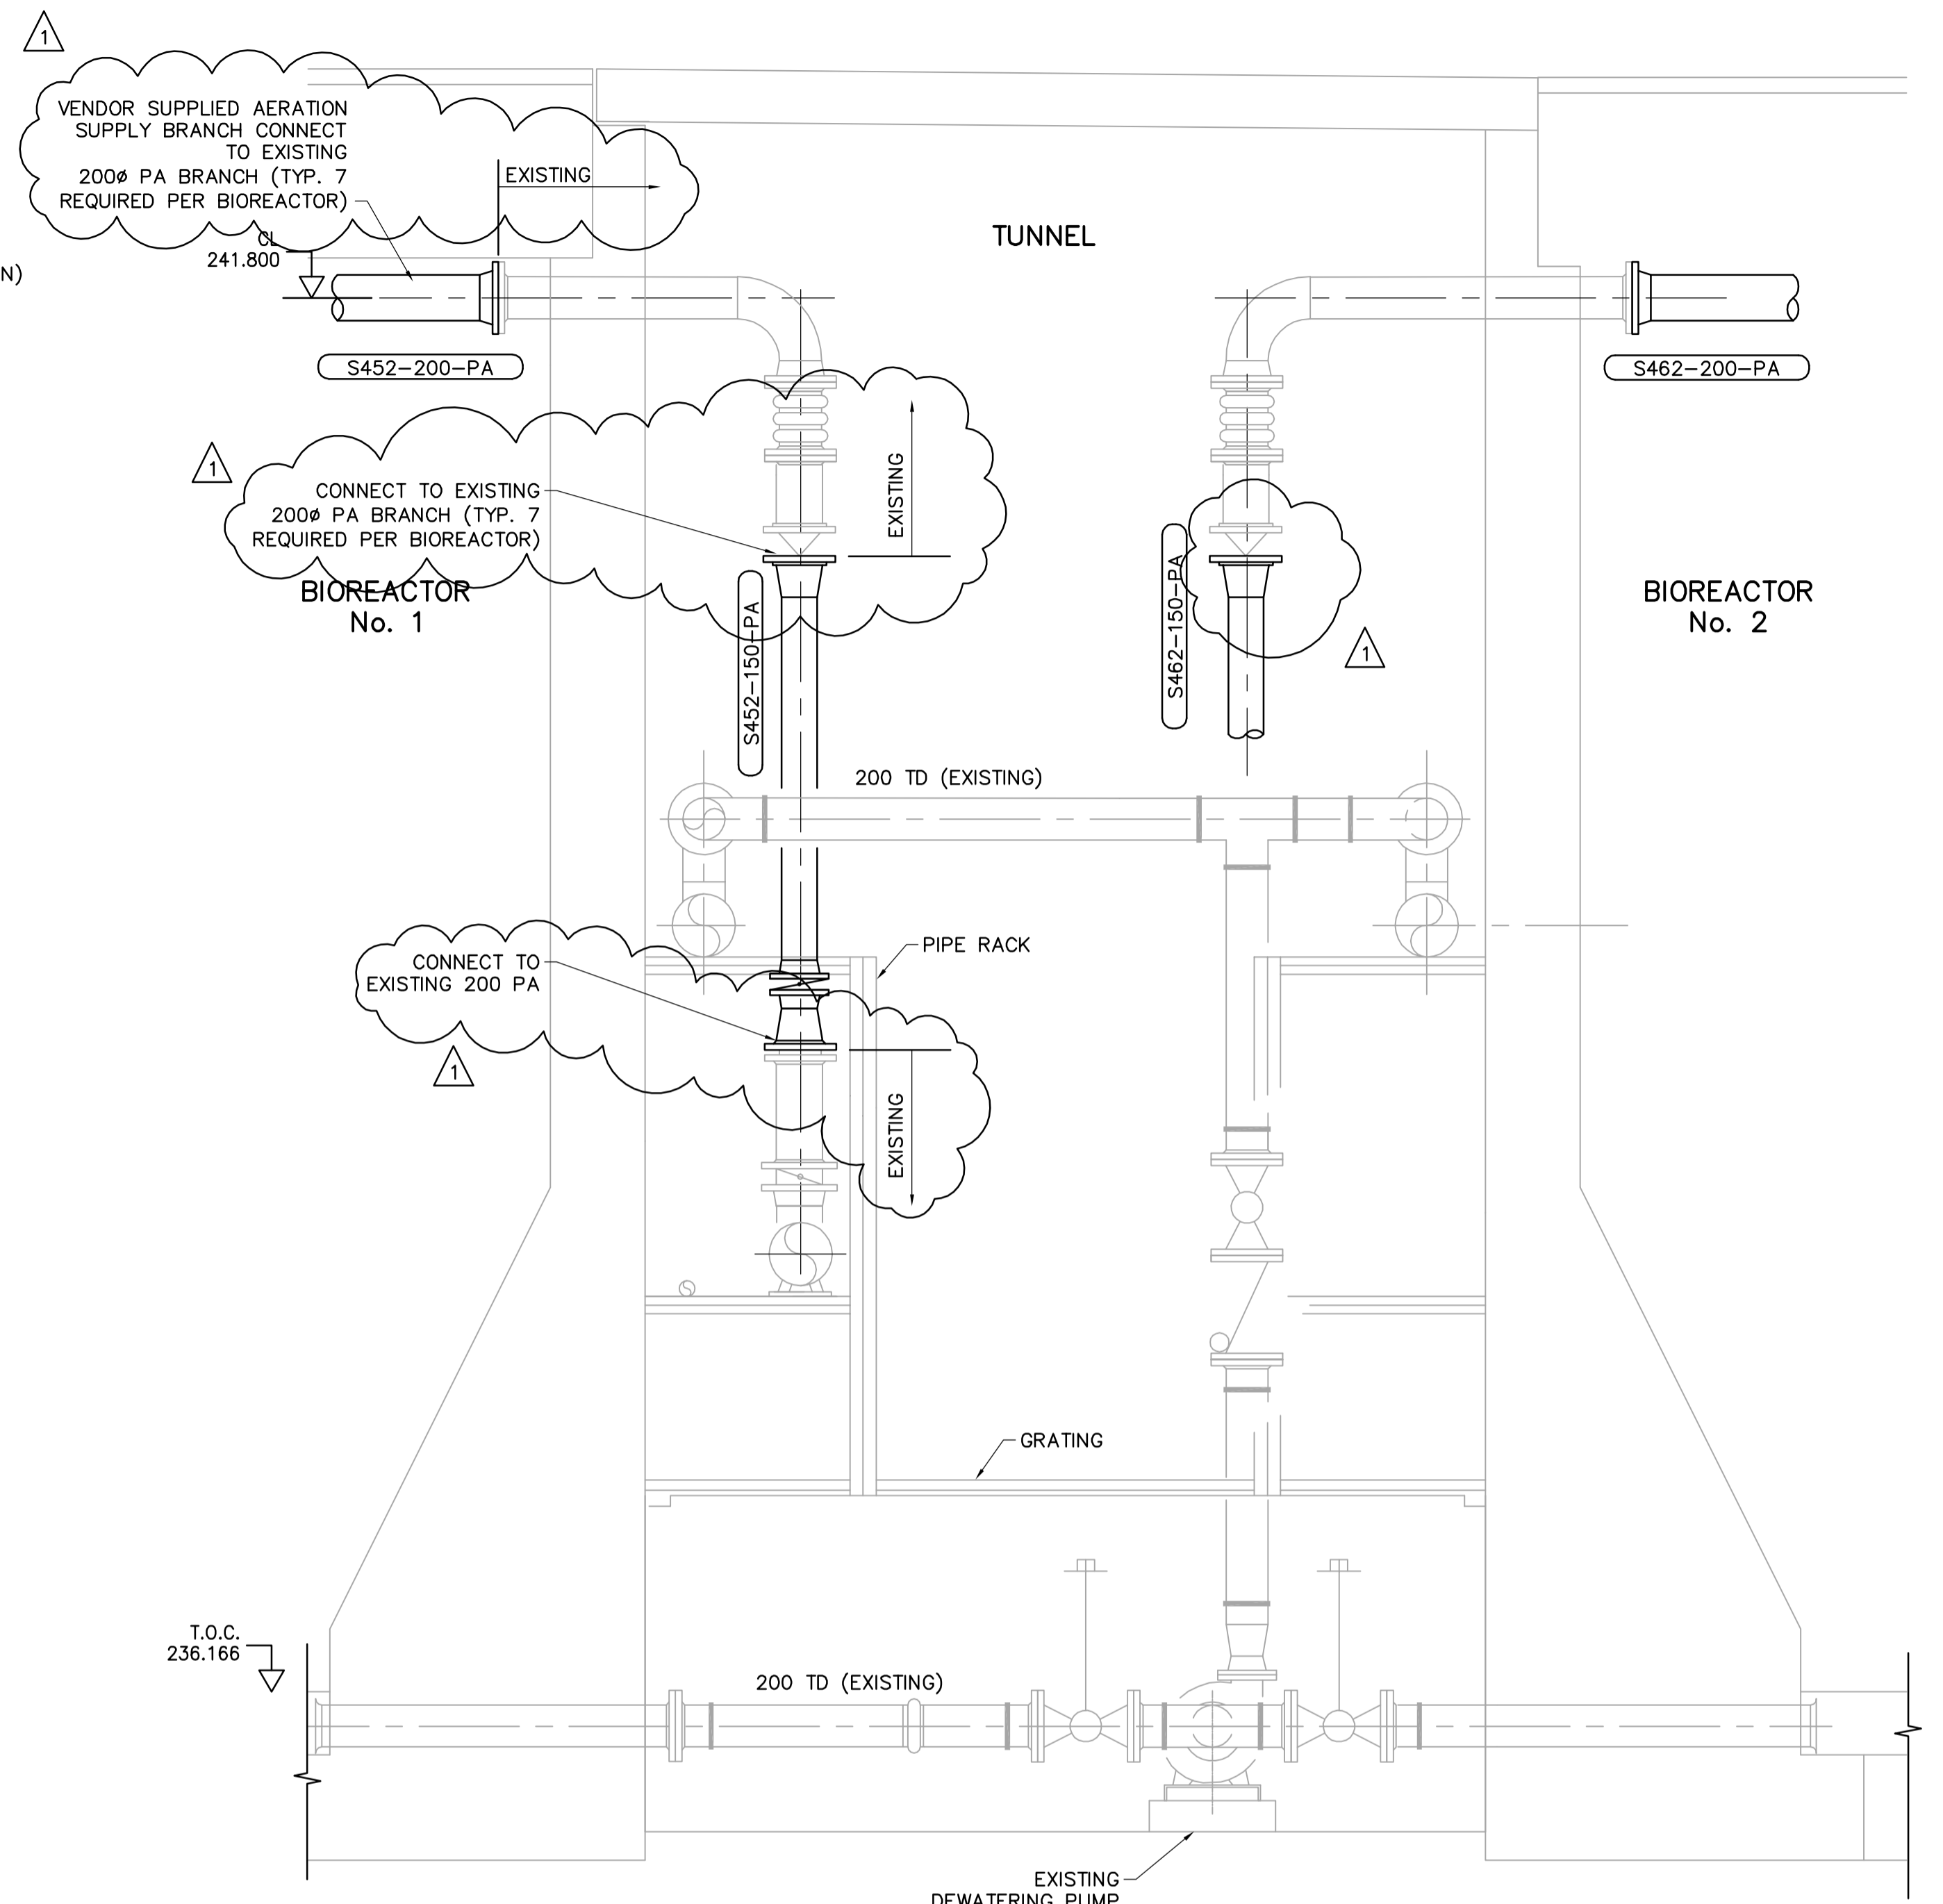 1
VENDOR SUPPLIED AERATION
SUPPLY BRANCH CONNECT
TO EXISTING
200ø PA BRANCH (TYP. 7
REQUIRED PER BIOREACTOR)
EXISTING
TUNNEL
CL
241.800
N)
S452-200-PA
S462-200-PA
1
CONNECT TO EXISTING
200ø PA BRANCH (TYP. 7
REQUIRED PER BIOREACTOR)
EXISTING
S452-150-PA
S462-150-PA
1
BIOREACTOR
No. 1
BIOREACTOR
No. 2
200 TD (EXISTING)
PIPE RACK
CONNECT TO
EXISTING 200 PA
1
EXISTING
GRATING
T.O.C.
236.166
200 TD (EXISTING)
EXISTING
DEWATERING PUMP